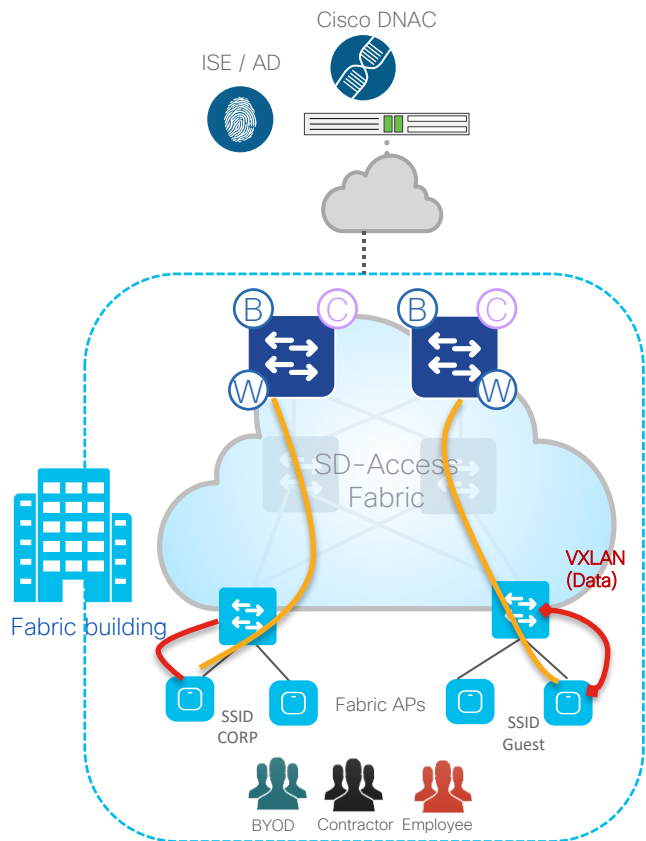 Cisco DNAC
ISE / AD
B
C
B
C
W
W
SD-Access
Fabric
VXLAN
(Data)
Fabric building
SSID
CORP
Fabric APs
SSID
Guest
BYOD
Contractor
Employee